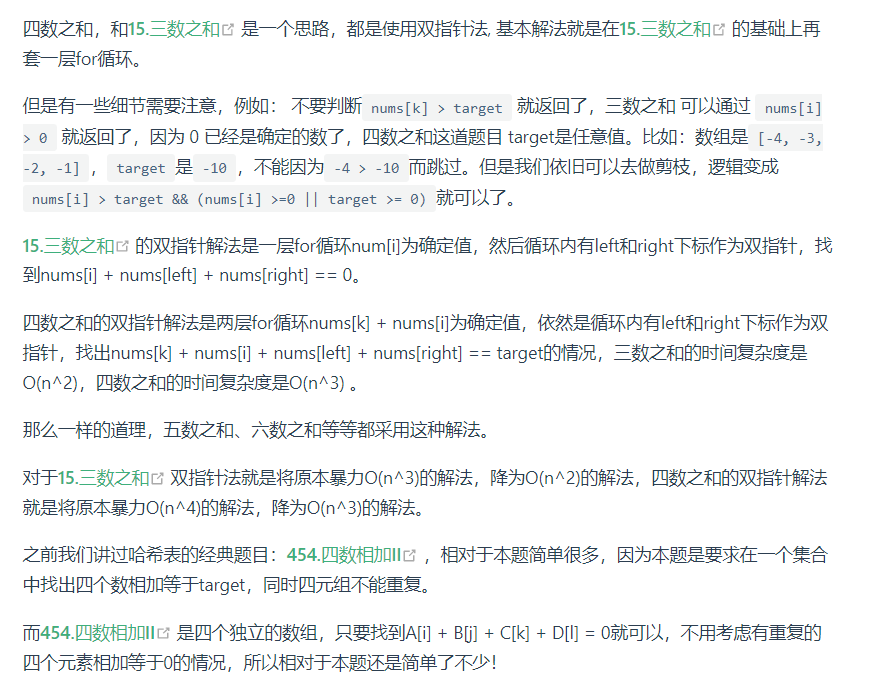 四数之和，和15.三数之和 是一个思路，都是使用双指针法, 基本解法就是在15.三数之和 的基础上再
套一层for循环。
但是有一些细节需要注意，例如： 不要判断 nums[k] > target 就返回了，三数之和 可以通过 nums[i]
> 0 就返回了，因为 0 已经是确定的数了，四数之和这道题目 target是任意值。比如：数组是 [-4, -3,
-2, -1] ， target 是 -10 ，不能因为 -4 > -10 而跳过。但是我们依旧可以去做剪枝，逻辑变成
nums[i] > target && (nums[i] >=0 || target >= 0) 就可以了。
15.三数之和 的双指针解法是一层for循环num[i]为确定值，然后循环内有left和right下标作为双指针，找
到nums[i] + nums[left] + nums[right] == 0。
四数之和的双指针解法是两层for循环nums[k] + nums[i]为确定值，依然是循环内有left和right下标作为双
指针，找出nums[k] + nums[i] + nums[left] + nums[right] == target的情况，三数之和的时间复杂度是
O(n^2)，四数之和的时间复杂度是O(n^3) 。
那么一样的道理，五数之和、六数之和等等都采用这种解法。
对于15.三数之和 双指针法就是将原本暴力O(n^3)的解法，降为O(n^2)的解法，四数之和的双指针解法
就是将原本暴力O(n^4)的解法，降为O(n^3)的解法。
之前我们讲过哈希表的经典题目：454.四数相加II ，相对于本题简单很多，因为本题是要求在一个集合
中找出四个数相加等于target，同时四元组不能重复。
而454.四数相加II 是四个独立的数组，只要找到A[i] + B[j] + C[k] + D[l] = 0就可以，不用考虑有重复的
四个元素相加等于0的情况，所以相对于本题还是简单了不少！